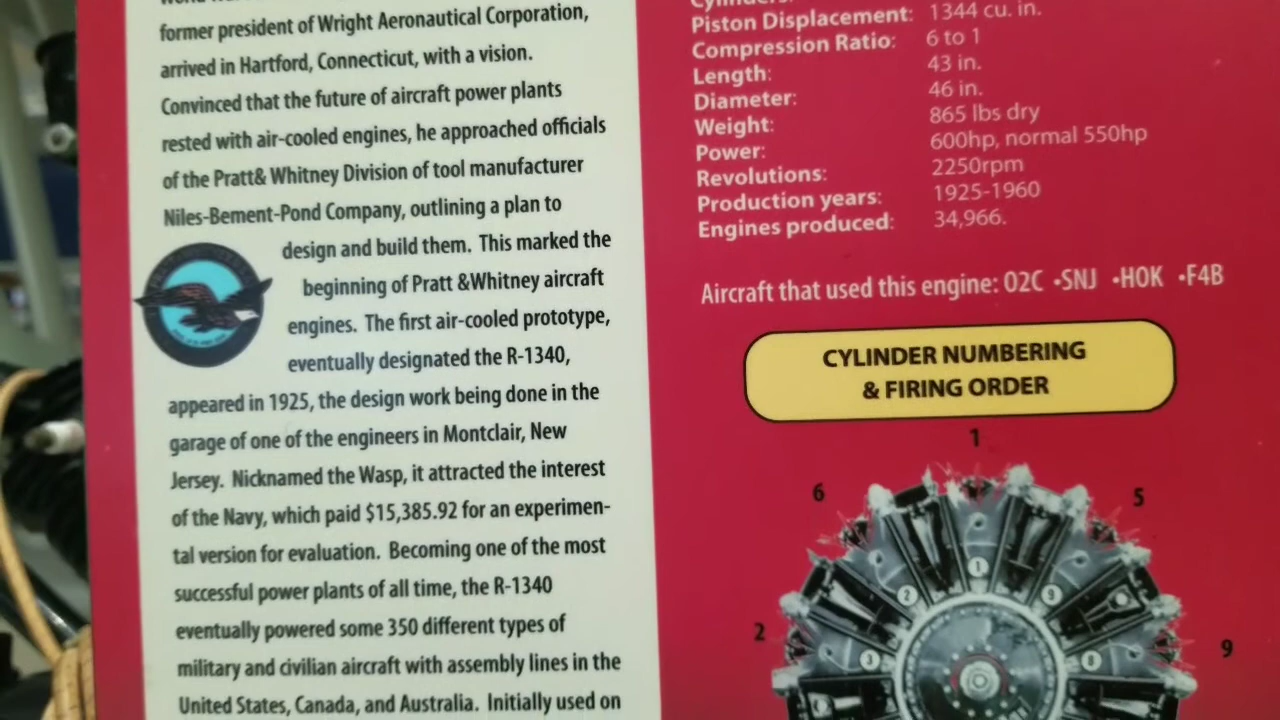 former president of Wright Aeronautical Corporation,
arrived in Hartford, Connecticut, with a vision.
Convinced that the future of aircraft power plants
rested with air-cooled engines, he approached officials
of the Pratt& Whitney Division of tool manufacturer
Niles-Bement-Pond Company, outlining a plan to
design and build them. This marked the
beginning of Pratt &Whitney aircraft
engines. The first air-cooled prototype,
eventually designated the R-1340,
appeared in 1925, the design work being done in the
garage of one of the engineers in Montclair, New
Jersey. Nicknamed the Wasp, it attracted the interest
of the Navy, which paid $15,385.92 for an experimen-
tal version for evaluation. Becoming one of the most
successful power plants of all time, the R-1340
eventually powered some 350 different types of
military and civilian aircraft with assembly lines in the
United States, Canada, and Australia. Initially used on
Piston Displacement: 1344 cu. in.
Compression Ratio: 6 to 1
Length: 43 in.
Diameter: 46 in.
Weight: 865 lbs dry
Power: 600hp, normal 550hp
Revolutions: 2250rpm
Production years: 1925-1960
Engines produced: 34,966.
Aircraft that used this engine: O2C •SNJ •HOK •F4B
CYLINDER NUMBERING
& FIRING ORDER
1
6 5
1
2 9
3 8
2 9